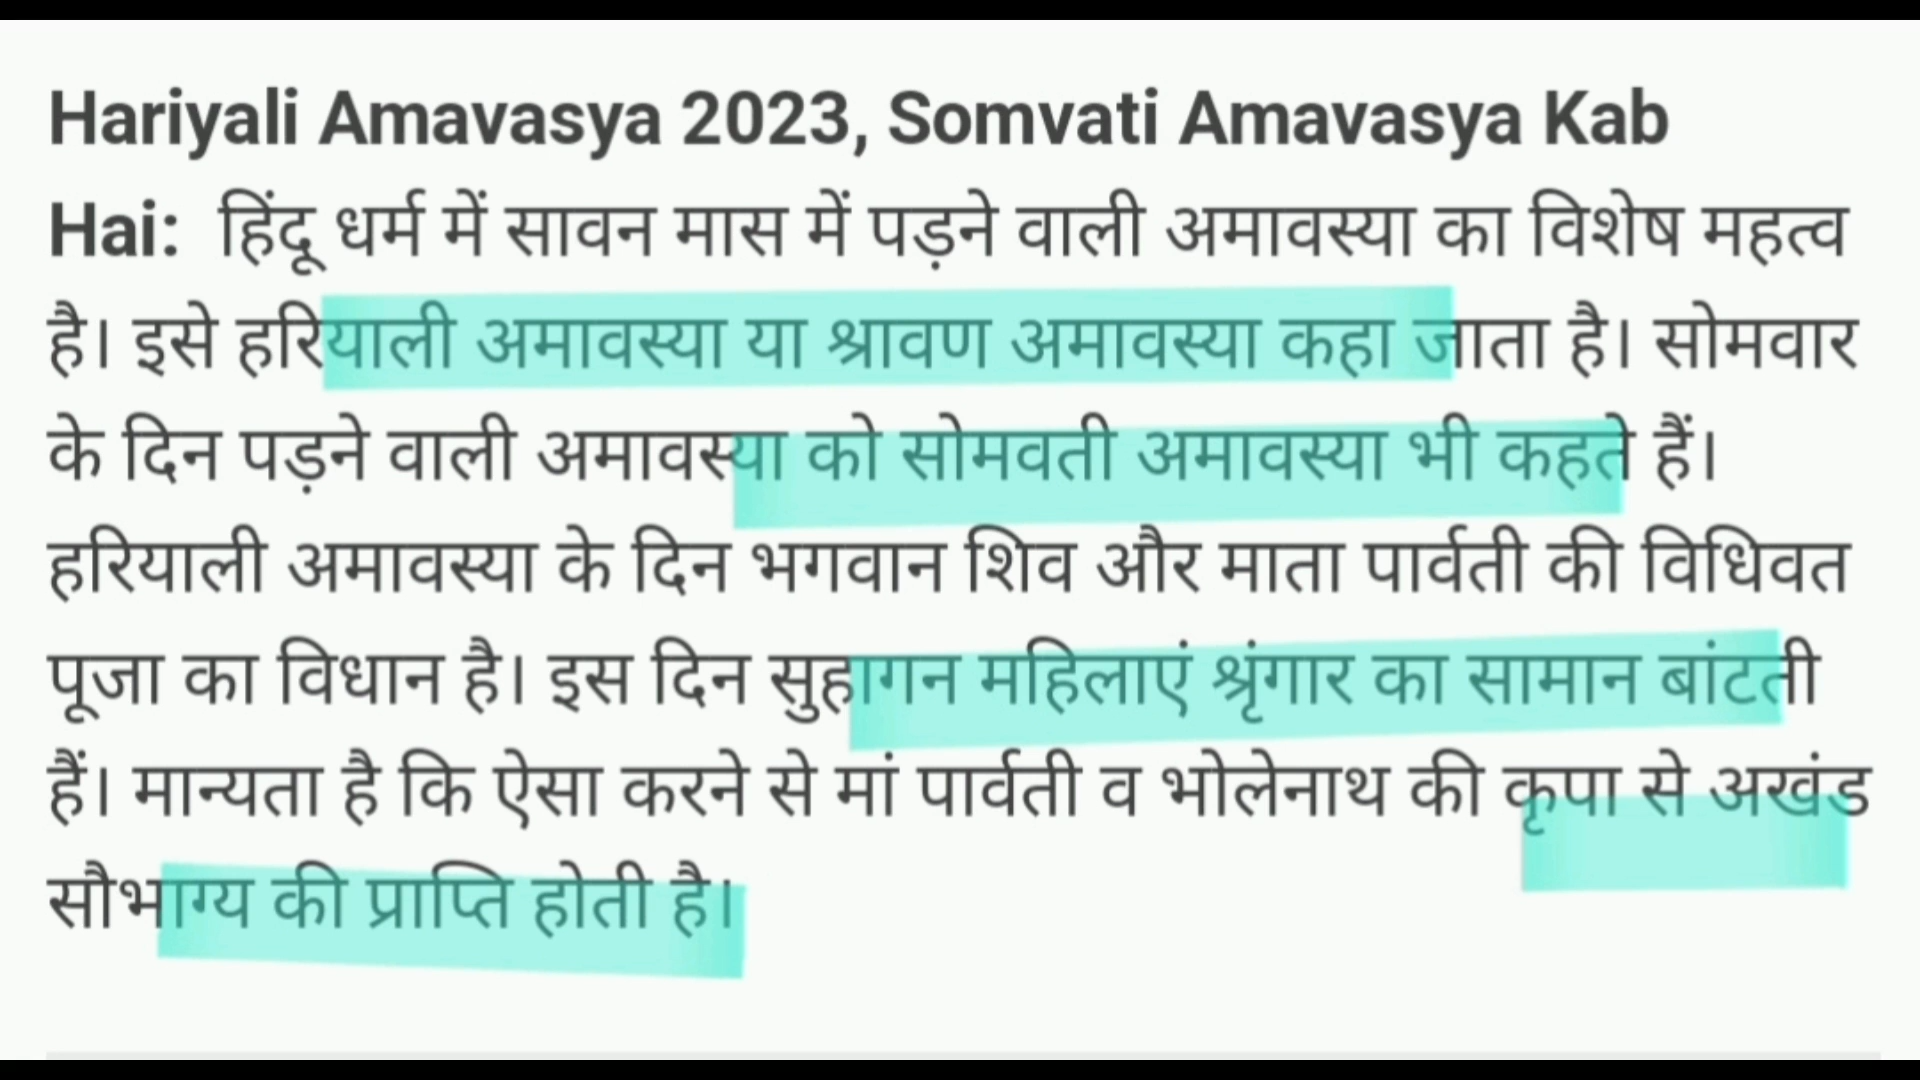 Hariyali Amavasya 2023, Somvati Amavasya Kab
Hai: हिंदू धर्म में सावन मास में पड़ने वाली अमावस्या का विशेष महत्व
है। इसे हरियाली अमावस्या या श्रावण अमावस्या कहा जाता है। सोमवार
के दिन पड़ने वाली अमावस्या को सोमवती अमावस्या भी कहते हैं।
हरियाली अमावस्या के दिन भगवान शिव और माता पार्वती की विधिवत
पूजा का विधान है। इस दिन सुहागन महिलाएं श्रृंगार का सामान बांटती
हैं। मान्यता है कि ऐसा करने से मां पार्वती व भोलेनाथ की कृपा से अखंड
सौभाग्य की प्राप्ति होती है।